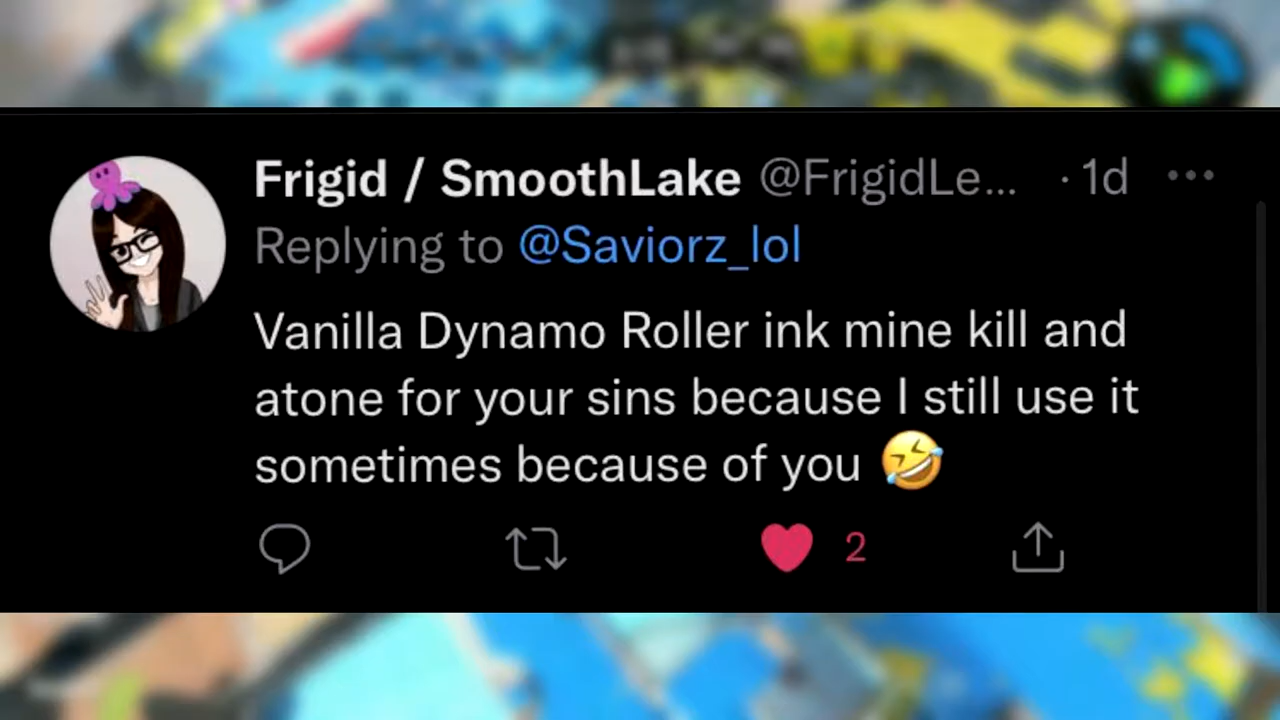 Frigid / SmoothLake @FrigidLe... · 1d
Replying to @Saviorz_lol
Vanilla Dynamo Roller ink mine kill and
atone for your sins because I still use it
sometimes because of you 🤣
2